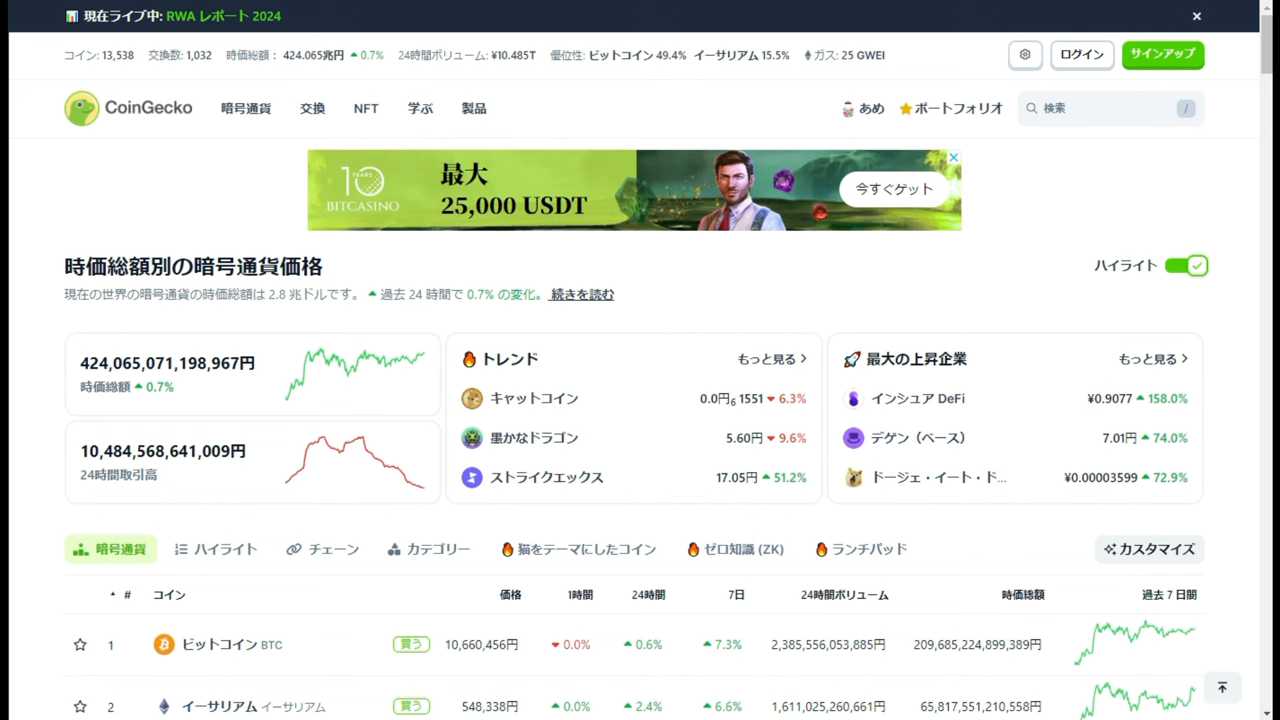 現在ライブ中: RWA レポート 2024
コイン: 13,538 交換数: 1,032 時価総額： 424.065兆円 0.7% 24時間ボリューム: ¥10.485T 優位性: ビットコイン 49.4% イーサリアム 15.5% ガス: 25 GWEI ログイン サインアップ
CoinGecko 暗号通貨 交換 NFT 学ぶ 製品 あめ ポートフォリオ 検索 /
10 YEARS BITCASINO
最大
25,000 USDT
今すぐゲット
時価総額別の暗号通貨価格 ハイライト
現在の世界の暗号通貨の時価総額は 2.8 兆ドルです。 過去 24 時間で 0.7% の変化。 続きを読む
424,065,071,198,967円
時価総額 0.7%
10,484,568,641,009円
24時間取引高
トレンド もっと見る
キャットコイン 0.0円6 1551 6.3%
愚かなドラゴン 5.60円 9.6%
ストライクエックス 17.05円 51.2%
最大の上昇企業 もっと見る
インシュア DeFi ¥0.9077 158.0%
デゲン（ベース） 7.01円 74.0%
ドージェ・イート・ド... ¥0.00003599 72.9%
暗号通貨 ハイライト チェーン カテゴリー 猫をテーマにしたコイン ゼロ知識 (ZK) ランチパッド カスタマイズ
# コイン 価格 1時間 24時間 7日 24時間ボリューム 時価総額 過去 7 日間
1 ビットコイン BTC 買う 10,660,456円 0.0% 0.6% 7.3% 2,385,556,053,885円 209,685,224,899,389円
2 イーサリアム イーサリアム 買う 548,338円 0.0% 2.4% 6.6% 1,611,025,260,661円 65,817,551,210,558円